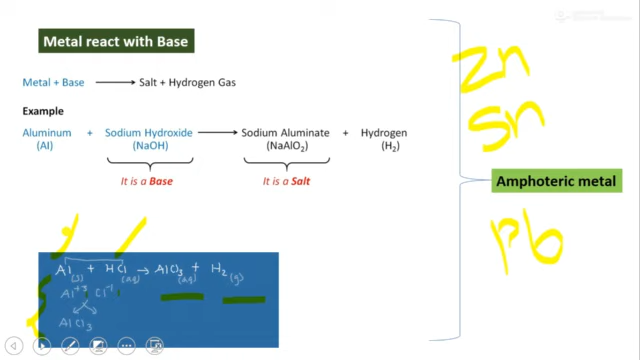 Metal react with Base
Metal + Base ⟶ Salt + Hydrogen Gas
Example
Aluminum + Sodium Hydroxide ⟶ Sodium Aluminate + Hydrogen
(Al) (NaOH) (NaAlO₂) (H₂)
It is a Base It is a Salt
Zn
Sn
Amphoteric metal
Pb
Al(s) + HCl(aq) → AlCl₃(aq) + H₂(g)
Al⁺³ Cl⁻¹
AlCl₃